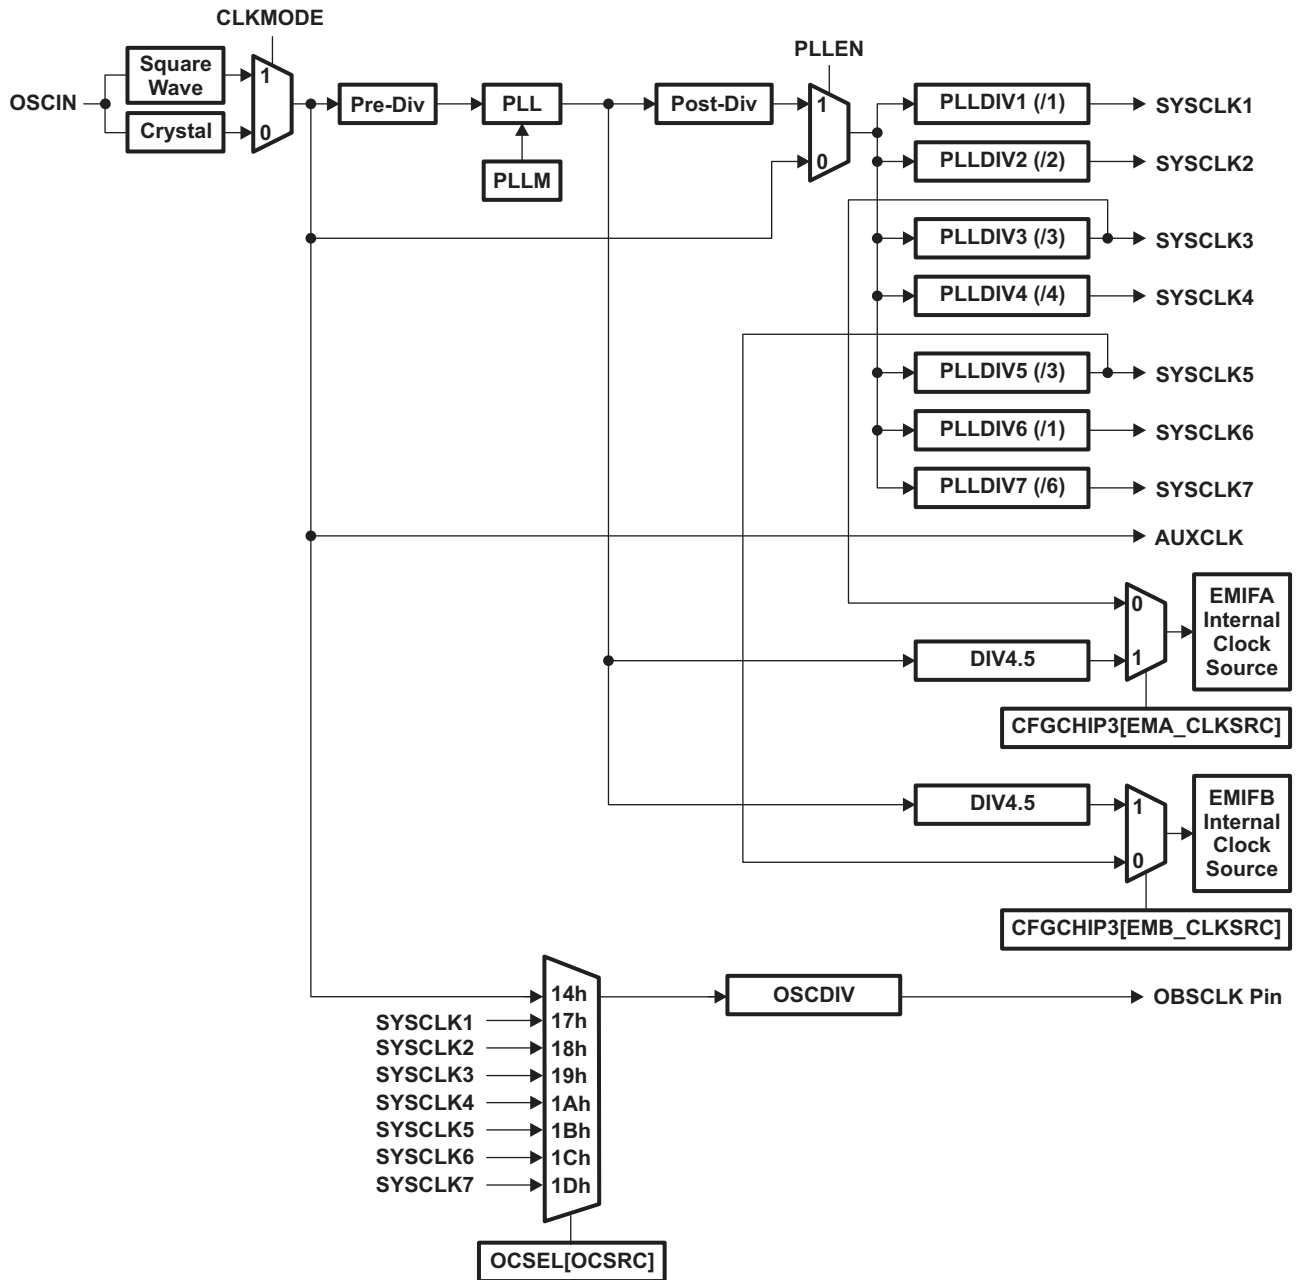 CLKMODE
OSCIN
Square
Wave
Crystal
1
0
Pre-Div
PLL
PLLM
Post-Div
PLLEN
1
0
PLLDIV1 (/1)
SYSCLK1
PLLDIV2 (/2)
SYSCLK2
PLLDIV3 (/3)
SYSCLK3
PLLDIV4 (/4)
SYSCLK4
PLLDIV5 (/3)
SYSCLK5
PLLDIV6 (/1)
SYSCLK6
PLLDIV7 (/6)
SYSCLK7
AUXCLK
0
1
EMIFA
Internal
Clock
Source
DIV4.5
CFGCHIP3[EMA_CLKSRC]
DIV4.5
1
0
EMIFB
Internal
Clock
Source
CFGCHIP3[EMB_CLKSRC]
14h
OSCDIV
OBSCLK Pin
SYSCLK1
17h
SYSCLK2
18h
SYSCLK3
19h
SYSCLK4
1Ah
SYSCLK5
1Bh
SYSCLK6
1Ch
SYSCLK7
1Dh
OCSEL[OCSRC]